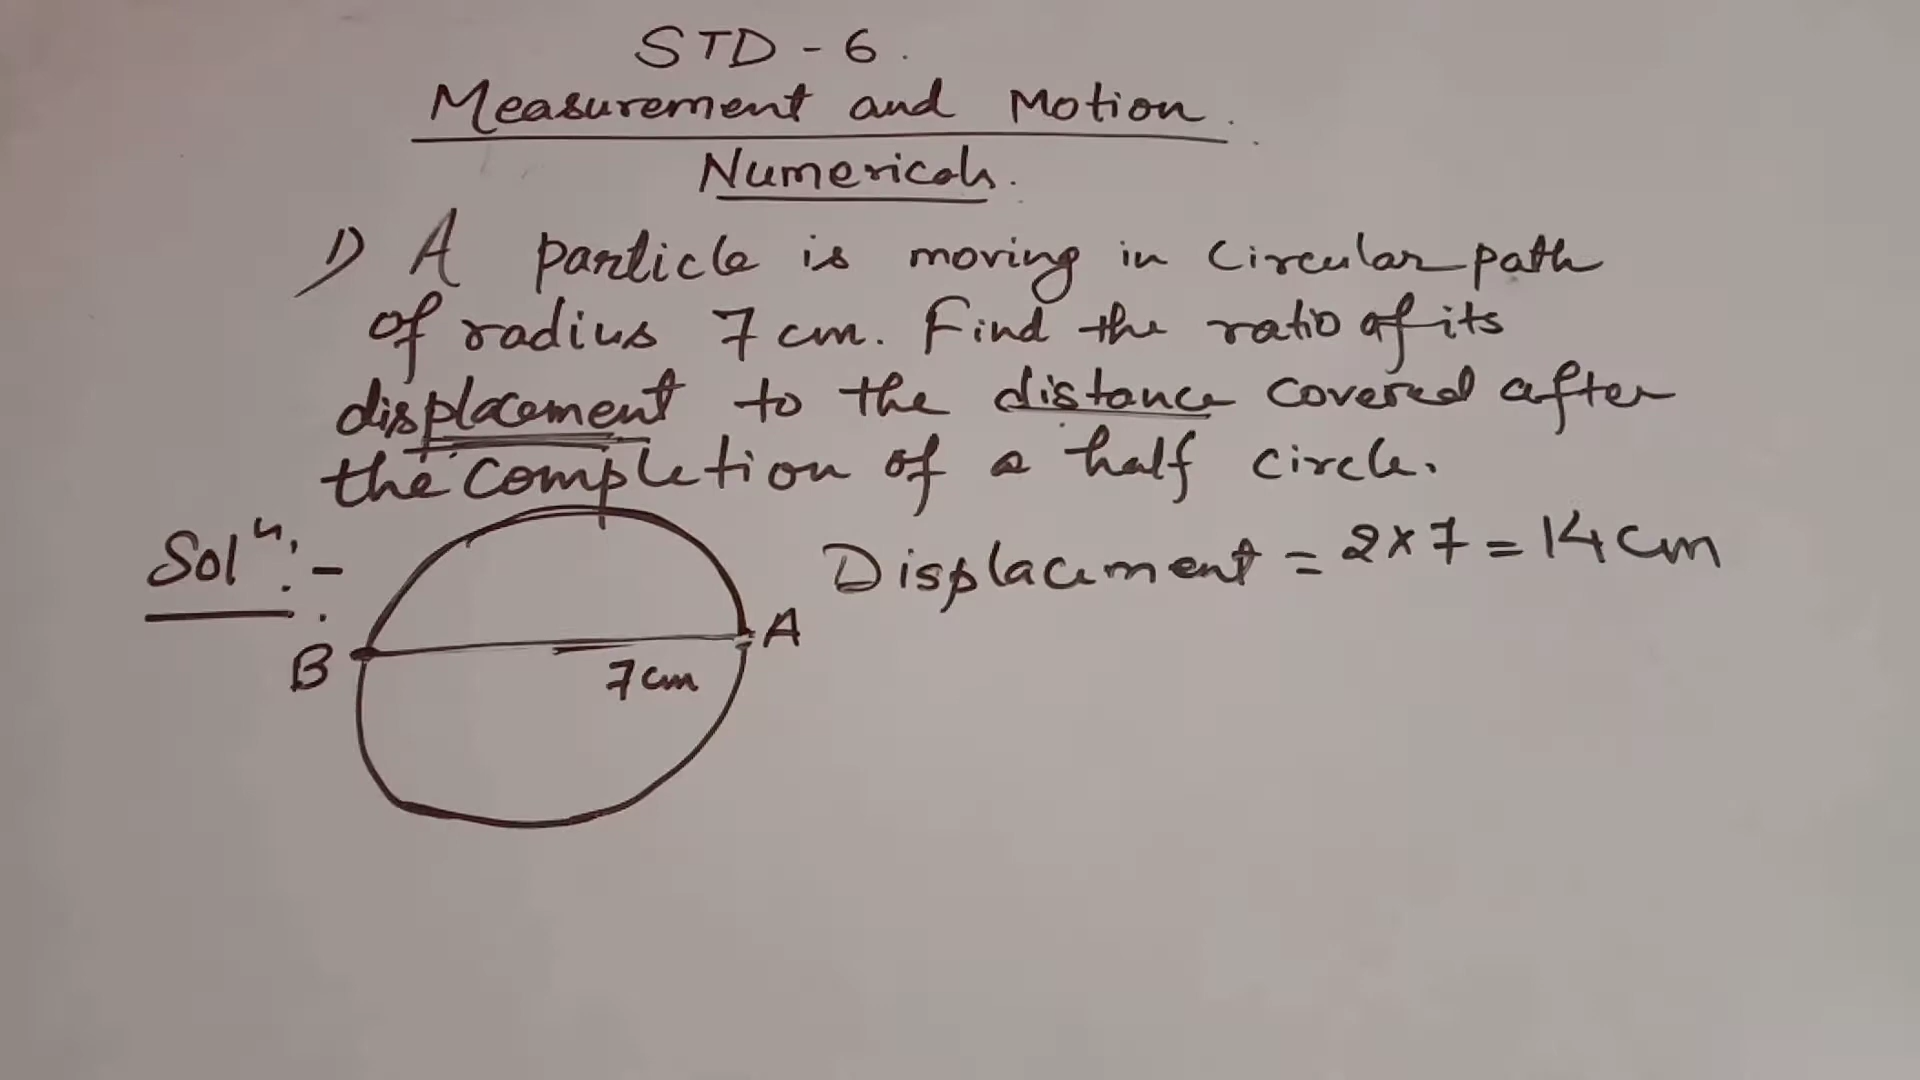 STD - 6.
Measurement and Motion.
Numericals.
1) A particle is moving in Circular path
of radius 7 cm. Find the ratio of its
displacement to the distance covered after
the completion of a half circle.
Solⁿ:-
Displacement = 2 x 7 = 14 cm
A
B
7 cm